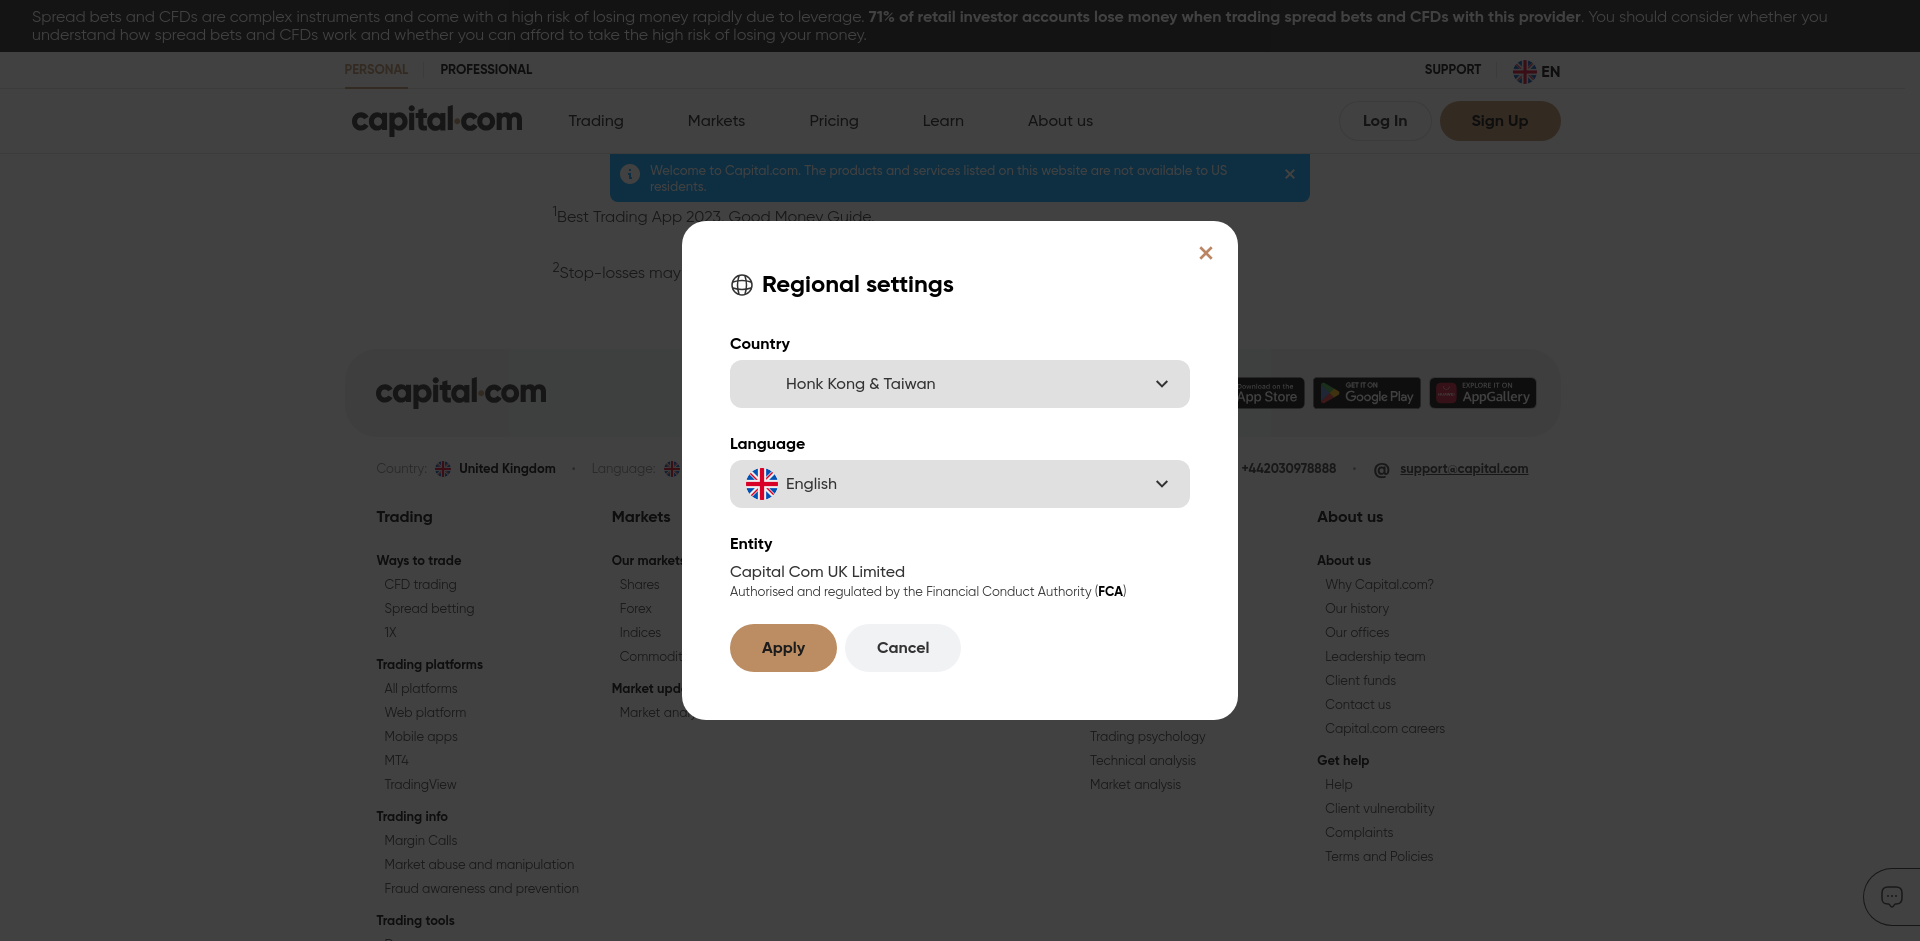 Spread bets and CFDs are complex instruments and come with a high risk of losing money rapidly due to leverage. 71% of retail investor accounts lose money when trading spread bets and CFDs with this provider. You should consider whether you
understand how spread bets and CFDs work and whether you can afford to take the high risk of losing your money.
PERSONAL PROFESSIONAL SUPPORT EN
capital.com Trading Markets Pricing Learn About us Log In Sign Up
Welcome to Capital.com. The products and services listed on this website are not available to US
residents.
1Best Trading App 2023, Good Money Guide.
2Stop-losses may
Regional settings
Country
Honk Kong & Taiwan
Language
English
Entity
Capital Com UK Limited
Authorised and regulated by the Financial Conduct Authority (FCA)
Apply Cancel
capital.com
Download on the
App Store
GET IT ON
Google Play
EXPLORE IT ON
AppGallery
Country: United Kingdom · Language: +442030978888 · @ support@capital.com
Trading
Ways to trade
CFD trading
Spread betting
1X
Trading platforms
All platforms
Web platform
Mobile apps
MT4
TradingView
Trading info
Margin Calls
Market abuse and manipulation
Fraud awareness and prevention
Trading tools
Markets
Our markets
Shares
Forex
Indices
Commodit
Market upda
Market analy
Trading psychology
Technical analysis
Market analysis
About us
About us
Why Capital.com?
Our history
Our offices
Leadership team
Client funds
Contact us
Capital.com careers
Get help
Help
Client vulnerability
Complaints
Terms and Policies